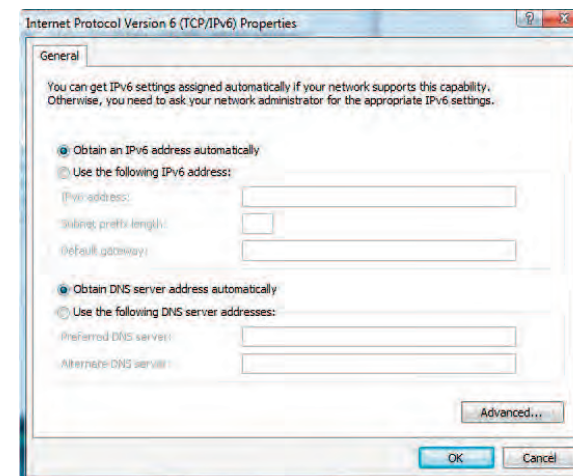 Internet Protocol Version 6 (TCP/IPv6) Properties
General
You can get IPv6 settings assigned automatically if your network supports this capability.
Otherwise, you need to ask your network administrator for the appropriate IPv6 settings.
Obtain an IPv6 address automatically
Use the following IPv6 address:
IPv6 address:
Subnet prefix length:
Default gateway:
Obtain DNS server address automatically
Use the following DNS server addresses:
Preferred DNS server:
Alternate DNS server:
Advanced...
OK
Cancel